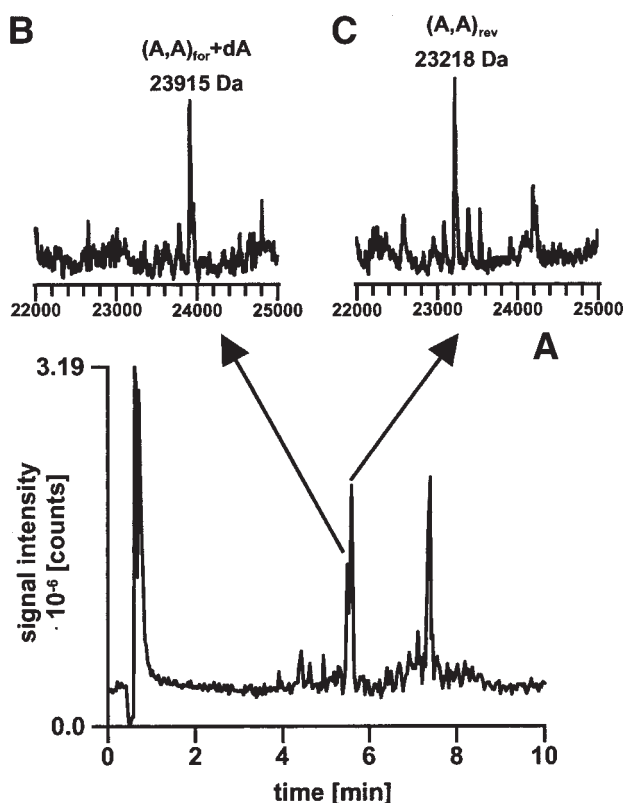 B
(A,A)for+dA
23915 Da
22000 23000 24000 25000
C
(A,A)rev
23218 Da
22000 23000 24000 25000
A
3.19
signal intensity
· 10-6 [counts]
0.0
0 2 4 6 8 10
time [min]